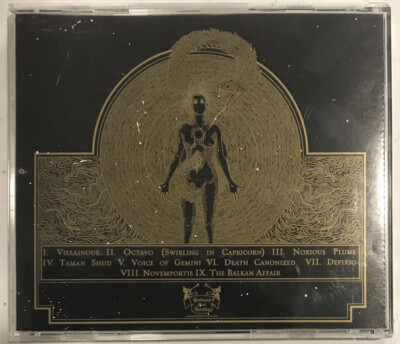 I. Villainous II. Octavo (Swirling in Capricorn) III. Noxious Plume
IV. Taman Shud V. Voice of Gemini VI. Death Canonized VII. Defixio
VIII. Novemportis IX. The Balkan Affair